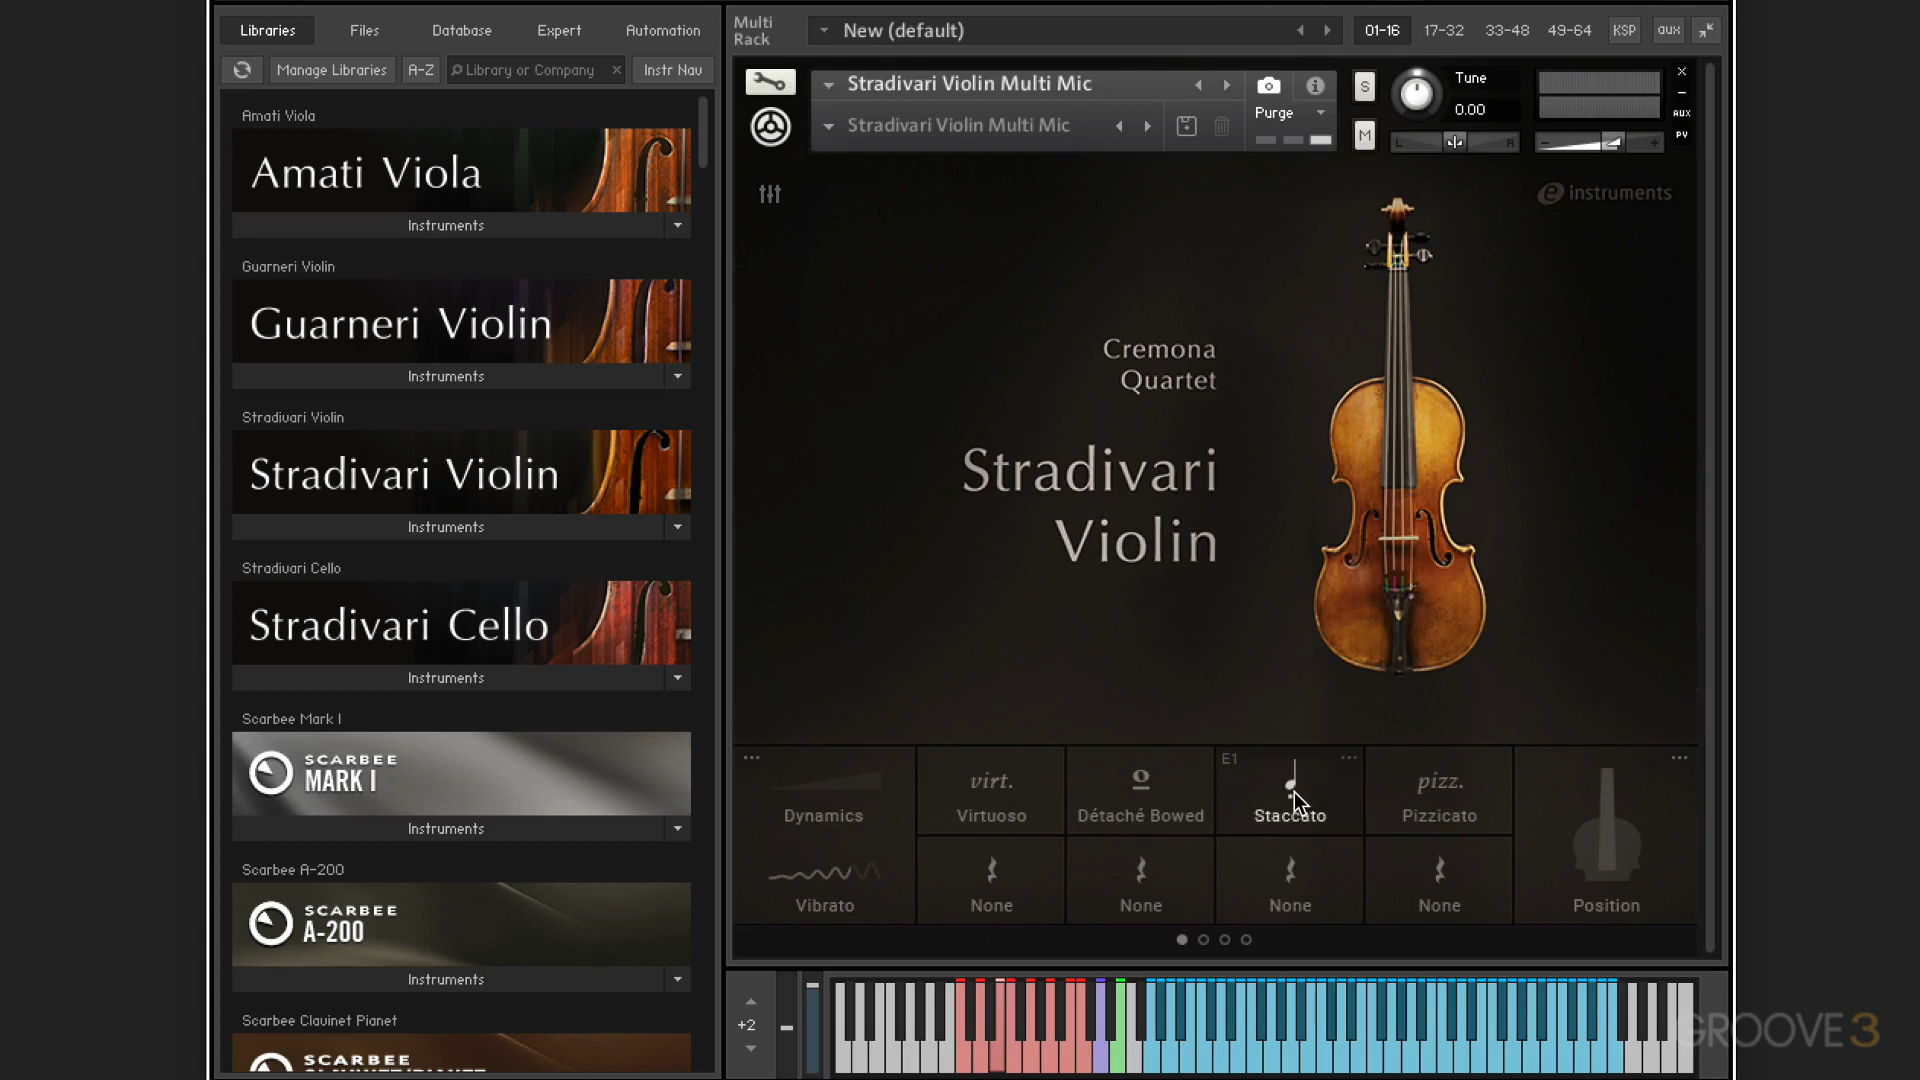 Libraries
Files
Database
Expert
Automation
Manage Libraries
A-Z
Library or Company
Instr Nav
Amati Viola
Amati Viola
Instruments
Guarneri Violin
Guarneri Violin
Instruments
Stradivari Violin
Stradivari Violin
Instruments
Stradivari Cello
Stradivari Cello
Instruments
Scarbee Mark I
SCARBEE
MARK I
Instruments
Scarbee A-200
SCARBEE
A-200
Instruments
Scarbee Clavinet Pianet
SCARBEE
Multi
Rack
New (default)
01-16
17-32
33-48
49-64
KSP
aux
Stradivari Violin Multi Mic
Stradivari Violin Multi Mic
Purge
S
M
Tune
0.00
L
R
AUX
PV
e instruments
Cremona
Quartet
Stradivari
Violin
Dynamics
Vibrato
virt.
Virtuoso
Détaché Bowed
E1
Staccato
pizz.
Pizzicato
None
None
None
None
Position
+2
GROOVE 3